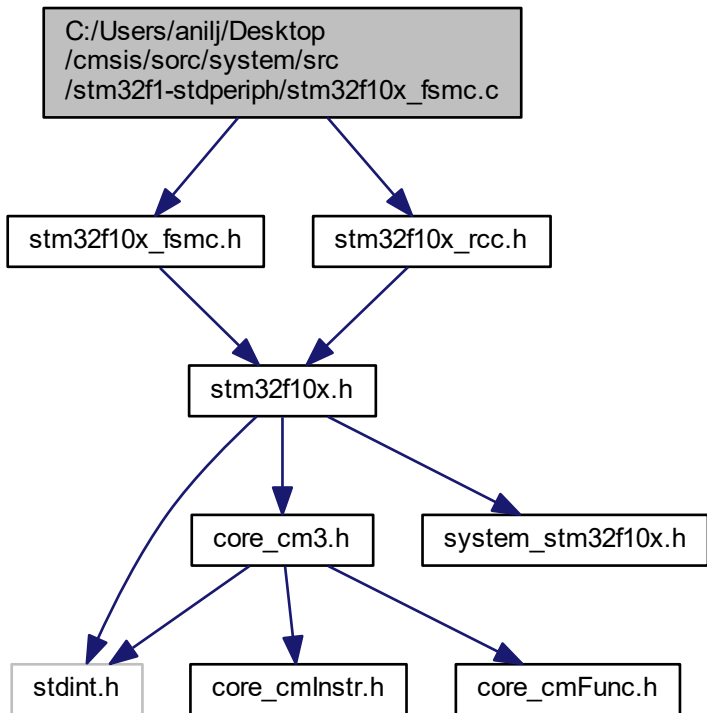 C:/Users/anilj/Desktop
/cmsis/sorc/system/src
/stm32f1-stdperiph/stm32f10x_fsmc.c
stm32f10x_fsmc.h
stm32f10x_rcc.h
stm32f10x.h
core_cm3.h
system_stm32f10x.h
stdint.h
core_cmInstr.h
core_cmFunc.h